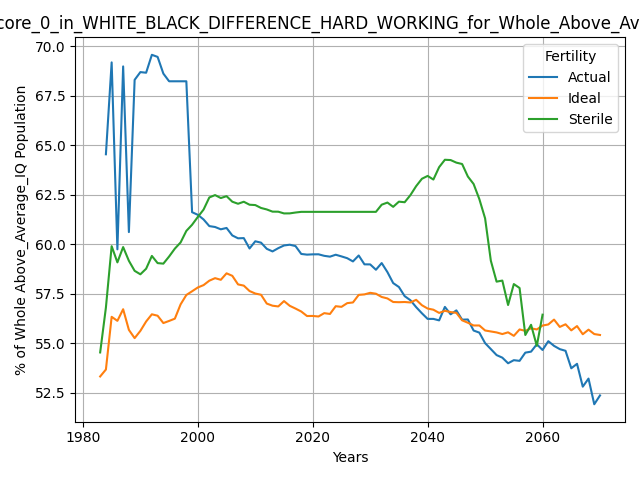 core_0_in_WHITE_BLACK_DIFFERENCE_HARD_WORKING_for_Whole_Above_Av
Fertility
Actual
Ideal
Sterile
% of Whole Above_Average_IQ Population
70.0
67.5
65.0
62.5
60.0
57.5
55.0
52.5
1980
2000
2020
2040
2060
Years